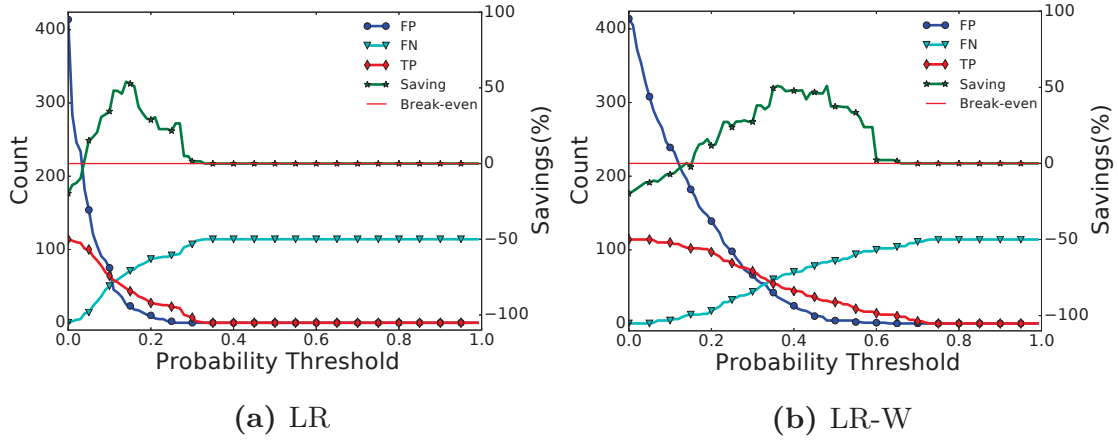 400
300
200
100
0
Count
0.0 0.2 0.4 0.6 0.8 1.0
Probability Threshold
100
50
0
−50
−100
Savings(%)
FP
FN
TP
Saving
Break-even
(a) LR
400
300
200
100
0
Count
0.0 0.2 0.4 0.6 0.8 1.0
Probability Threshold
100
50
0
−50
−100
Savings(%)
FP
FN
TP
Saving
Break-even
(b) LR-W